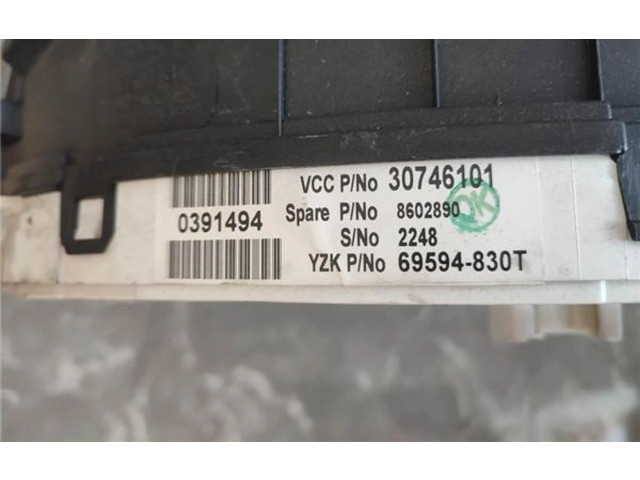 VCC P/No 30746101
0391494
Spare P/No 8602890
OK
S/No 2248
YZK P/No 69594-830T